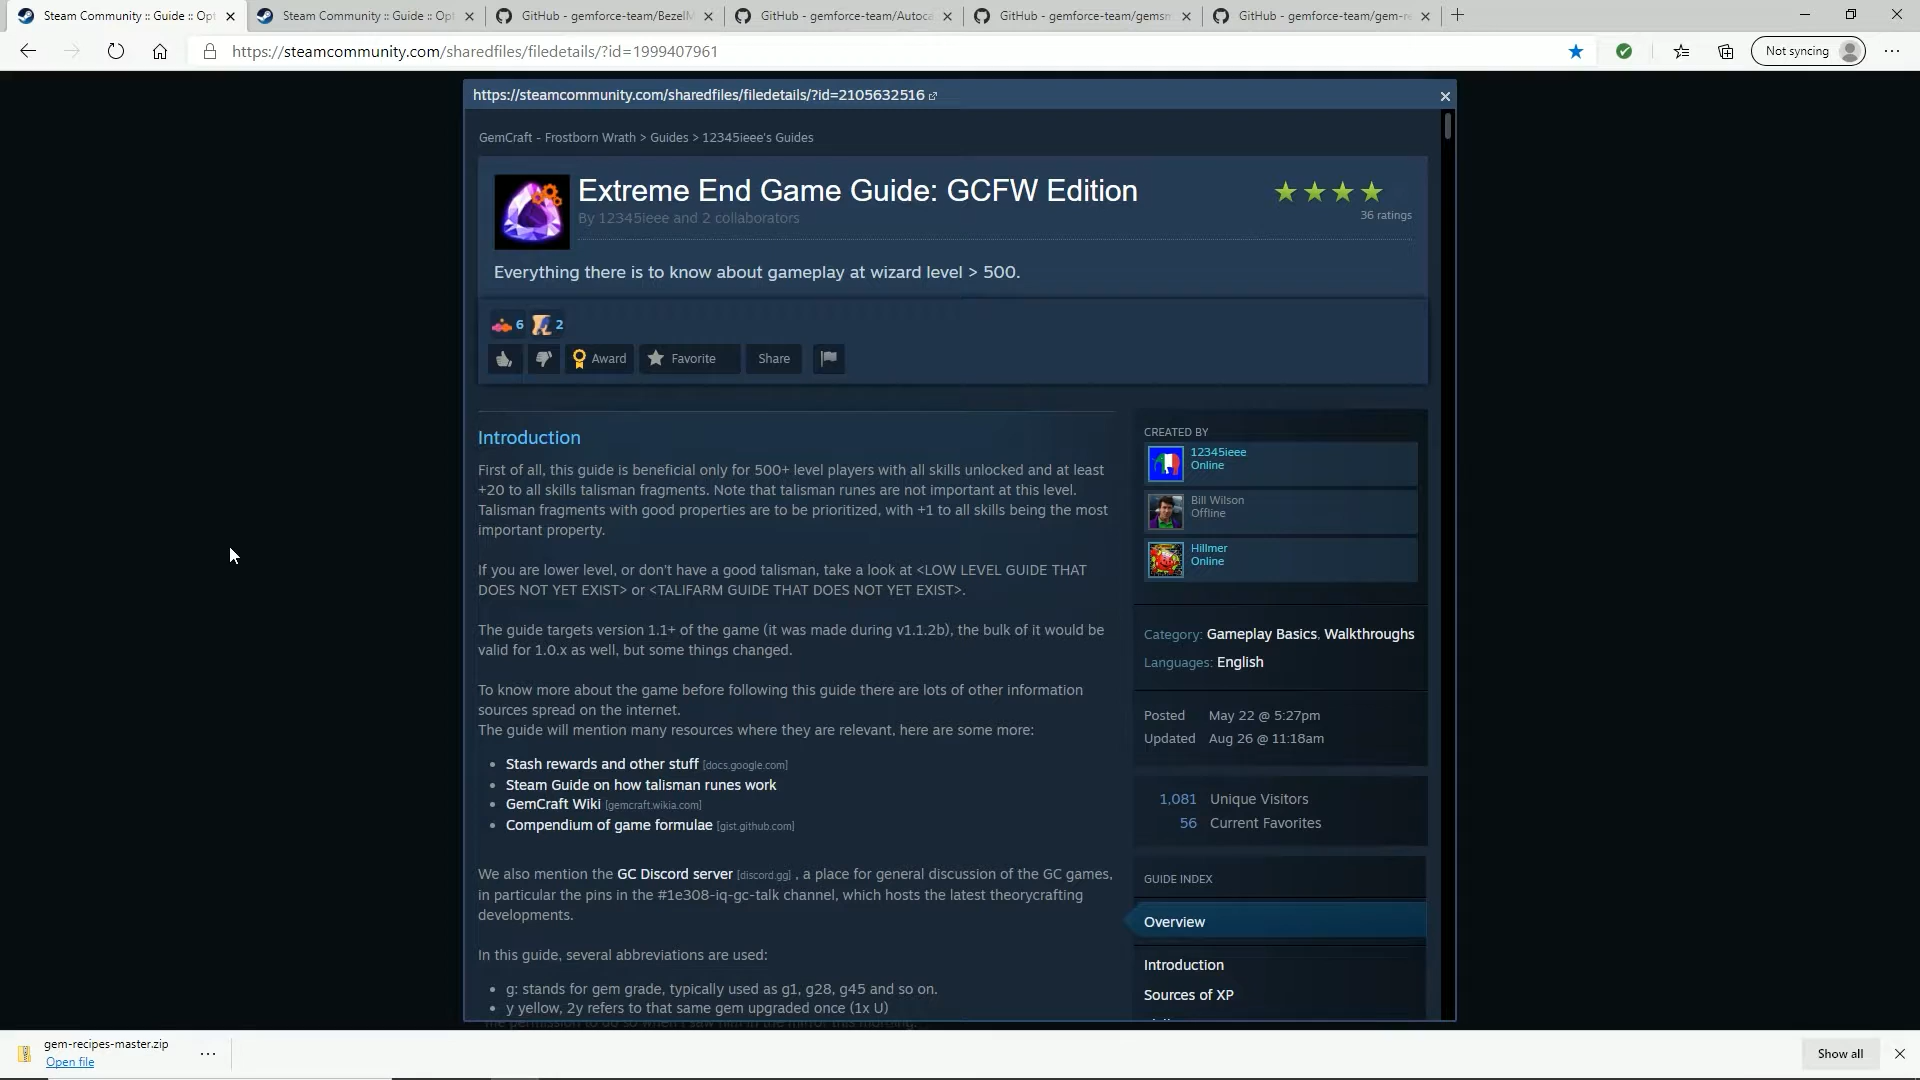 Steam Community :: Guide :: Opt
Steam Community :: Guide :: Opt
GitHub - gemforce-team/BezelM
GitHub - gemforce-team/Autoca
GitHub - gemforce-team/gemsm
GitHub - gemforce-team/gem-re
https://steamcommunity.com/sharedfiles/filedetails/?id=1999407961
Not syncing
https://steamcommunity.com/sharedfiles/filedetails/?id=2105632516
GemCraft - Frostborn Wrath > Guides > 12345ieee's Guides
Extreme End Game Guide: GCFW Edition
By 12345ieee and 2 collaborators
36 ratings
Everything there is to know about gameplay at wizard level > 500.
6 2
Award Favorite Share
Introduction
First of all, this guide is beneficial only for 500+ level players with all skills unlocked and at least
+20 to all skills talisman fragments. Note that talisman runes are not important at this level.
Talisman fragments with good properties are to be prioritized, with +1 to all skills being the most
important property.
If you are lower level, or don't have a good talisman, take a look at <LOW LEVEL GUIDE THAT
DOES NOT YET EXIST> or <TALIFARM GUIDE THAT DOES NOT YET EXIST>.
The guide targets version 1.1+ of the game (it was made during v1.1.2b), the bulk of it would be
valid for 1.0.x as well, but some things changed.
To know more about the game before following this guide there are lots of other information
sources spread on the internet.
The guide will mention many resources where they are relevant, here are some more:
• Stash rewards and other stuff [docs.google.com]
• Steam Guide on how talisman runes work
• GemCraft Wiki [gemcraft.wikia.com]
• Compendium of game formulae [gist.github.com]
We also mention the GC Discord server [discord.gg] , a place for general discussion of the GC games,
in particular the pins in the #1e308-iq-gc-talk channel, which hosts the latest theorycrafting
developments.
In this guide, several abbreviations are used:
• g: stands for gem grade, typically used as g1, g28, g45 and so on.
• y yellow, 2y refers to that same gem upgraded once (1x U)
CREATED BY
12345ieee
Online
Bill Wilson
Offline
Hillmer
Online
Category: Gameplay Basics, Walkthroughs
Languages: English
Posted May 22 @ 5:27pm
Updated Aug 26 @ 11:18am
1,081 Unique Visitors
56 Current Favorites
GUIDE INDEX
Overview
Introduction
Sources of XP
gem-recipes-master.zip
Open file
Show all